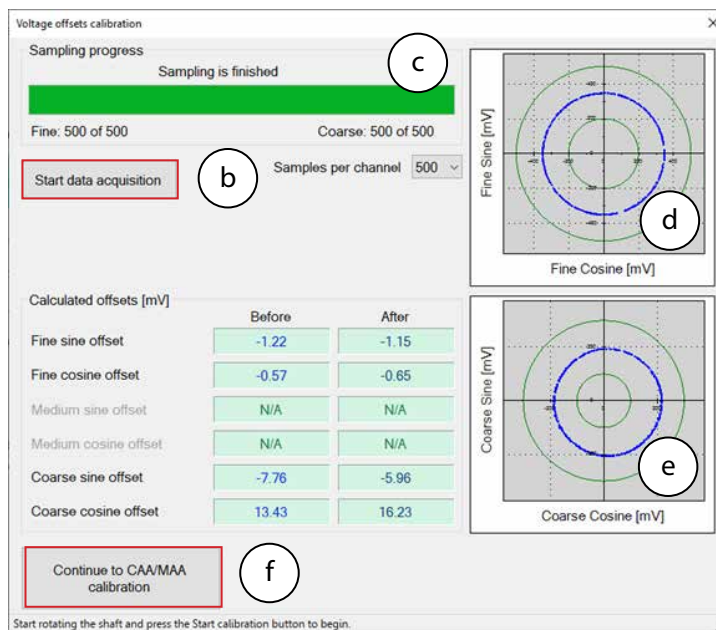 Voltage offsets calibration
Sampling progress
Sampling is finished
c
Fine: 500 of 500 Coarse: 500 of 500
Start data acquisition
b
Samples per channel 500
Fine Sine [mV]
d
Fine Cosine [mV]
Calculated offsets [mV]
Before After
Fine sine offset -1.22 -1.15
Fine cosine offset -0.57 -0.65
Medium sine offset N/A N/A
Medium cosine offset N/A N/A
Coarse sine offset -7.76 -5.96
Coarse cosine offset 13.43 16.23
Coarse Sine [mV]
e
Coarse Cosine [mV]
Continue to CAA/MAA
calibration
f
Start rotating the shaft and press the Start calibration button to begin.